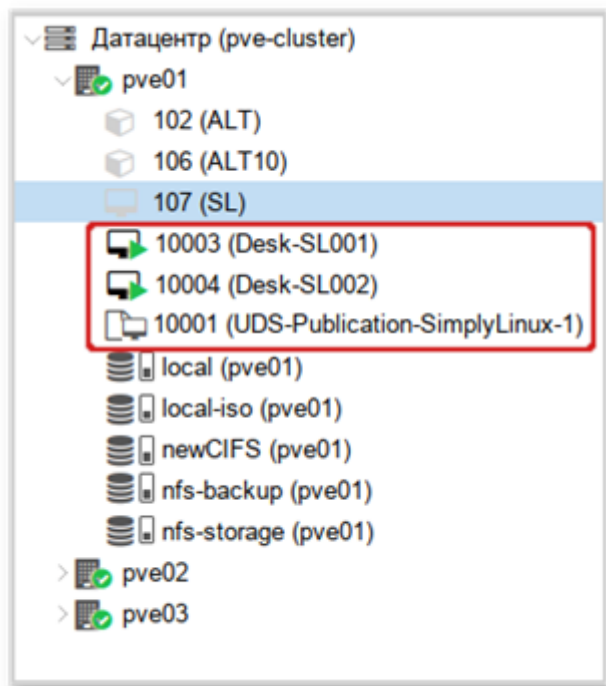 Датацентр (pve-cluster)
pve01
102 (ALT)
106 (ALT10)
107 (SL)
10003 (Desk-SL001)
10004 (Desk-SL002)
10001 (UDS-Publication-SimplyLinux-1)
local (pve01)
local-iso (pve01)
newCIFS (pve01)
nfs-backup (pve01)
nfs-storage (pve01)
pve02
pve03